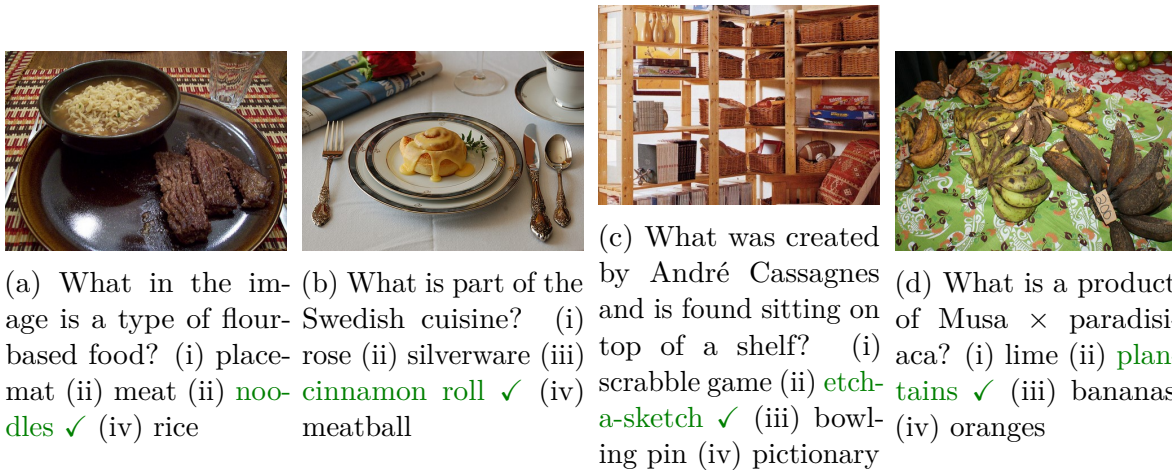 (a) What in the im-
age is a type of flour-
based food? (i) place-
mat (ii) meat (ii) noo-
dles ✓ (iv) rice
(b) What is part of the
Swedish cuisine? (i)
rose (ii) silverware (iii)
cinnamon roll ✓ (iv)
meatball
(c) What was created
by André Cassagnes
and is found sitting on
top of a shelf? (i)
scrabble game (ii) etch-
a-sketch ✓ (iii) bowl-
ing pin (iv) pictionary
(d) What is a product
of Musa × paradisi-
aca? (i) lime (ii) plan-
tains ✓ (iii) bananas
(iv) oranges